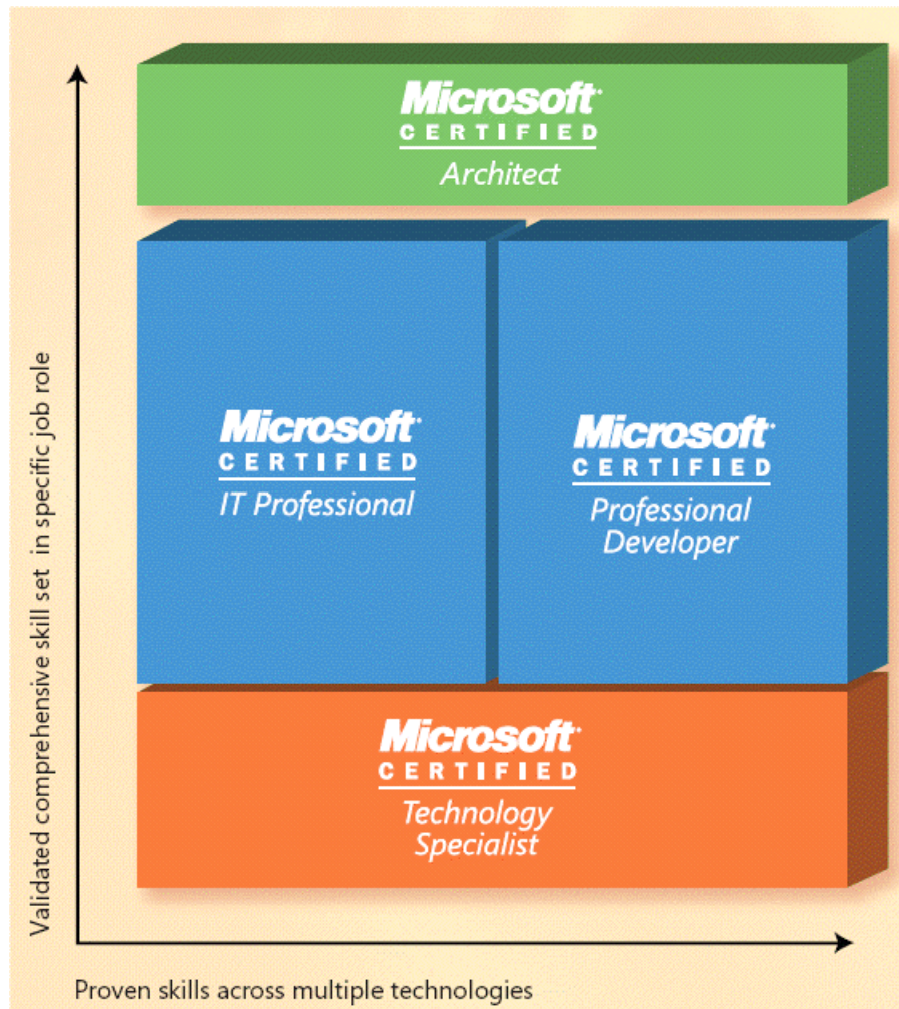 Microsoft®
CERTIFIED
Architect
Microsoft®
CERTIFIED
IT Professional
Microsoft®
CERTIFIED
Professional
Developer
Microsoft®
CERTIFIED
Technology
Specialist
Validated comprehensive skill set in specific job role
Proven skills across multiple technologies